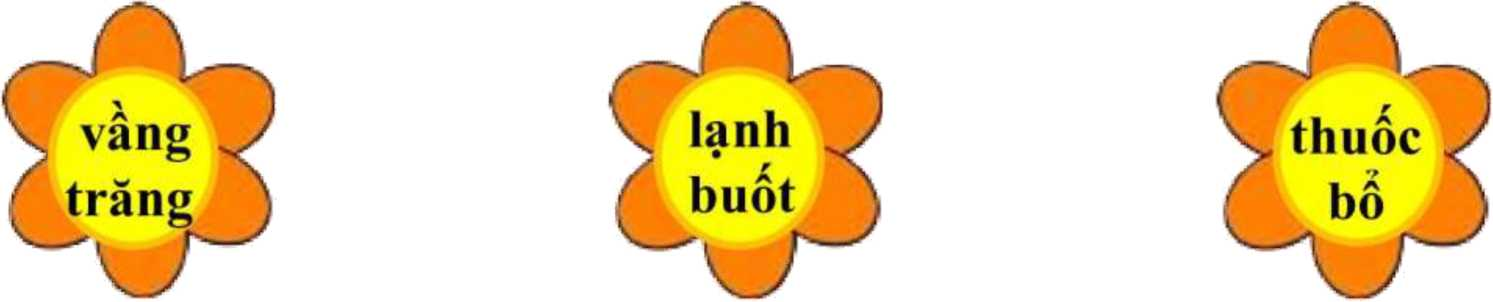 vầng
trăng
lạnh
buốt
thuốc
bổ